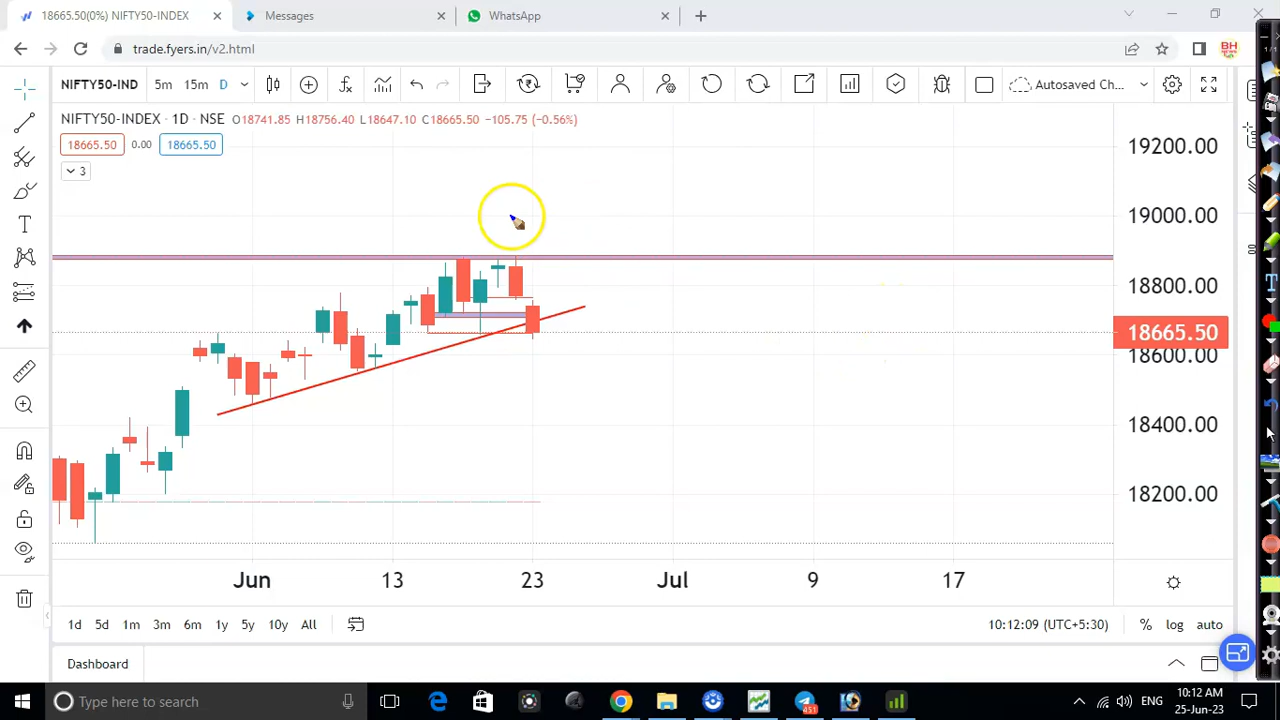 18665.50(0%) NIFTY50-INDEX
Messages
WhatsApp
trade.fyers.in/v2.html
BH
NIFTY50-IND 5m 15m D
Autosaved Ch...
NIFTY50-INDEX · 1D · NSE O18741.85 H18756.40 L18647.10 C18665.50 −105.75 (−0.56%)
18665.50 0.00 18665.50
3
19200.00
19000.00
18800.00
18665.50
18600.00
18400.00
18200.00
Jun 13 23 Jul 9 17
1d 5d 1m 3m 6m 1y 5y 10y All
10:12:09 (UTC+5:30) % log auto
Dashboard
Type here to search
451
ENG
10:12 AM
25-Jun-23